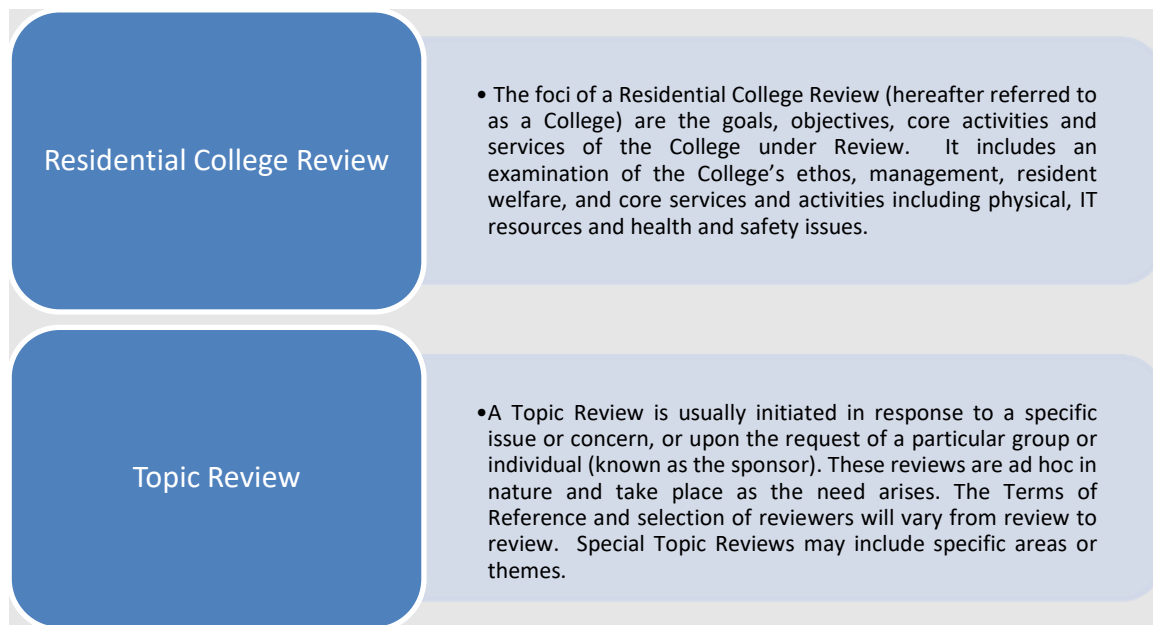 Residential College Review
• The foci of a Residential College Review (hereafter referred to
as a College) are the goals, objectives, core activities and
services of the College under Review. It includes an
examination of the College’s ethos, management, resident
welfare, and core services and activities including physical, IT
resources and health and safety issues.
Topic Review
•A Topic Review is usually initiated in response to a specific
issue or concern, or upon the request of a particular group or
individual (known as the sponsor). These reviews are ad hoc in
nature and take place as the need arises. The Terms of
Reference and selection of reviewers will vary from review to
review. Special Topic Reviews may include specific areas or
themes.